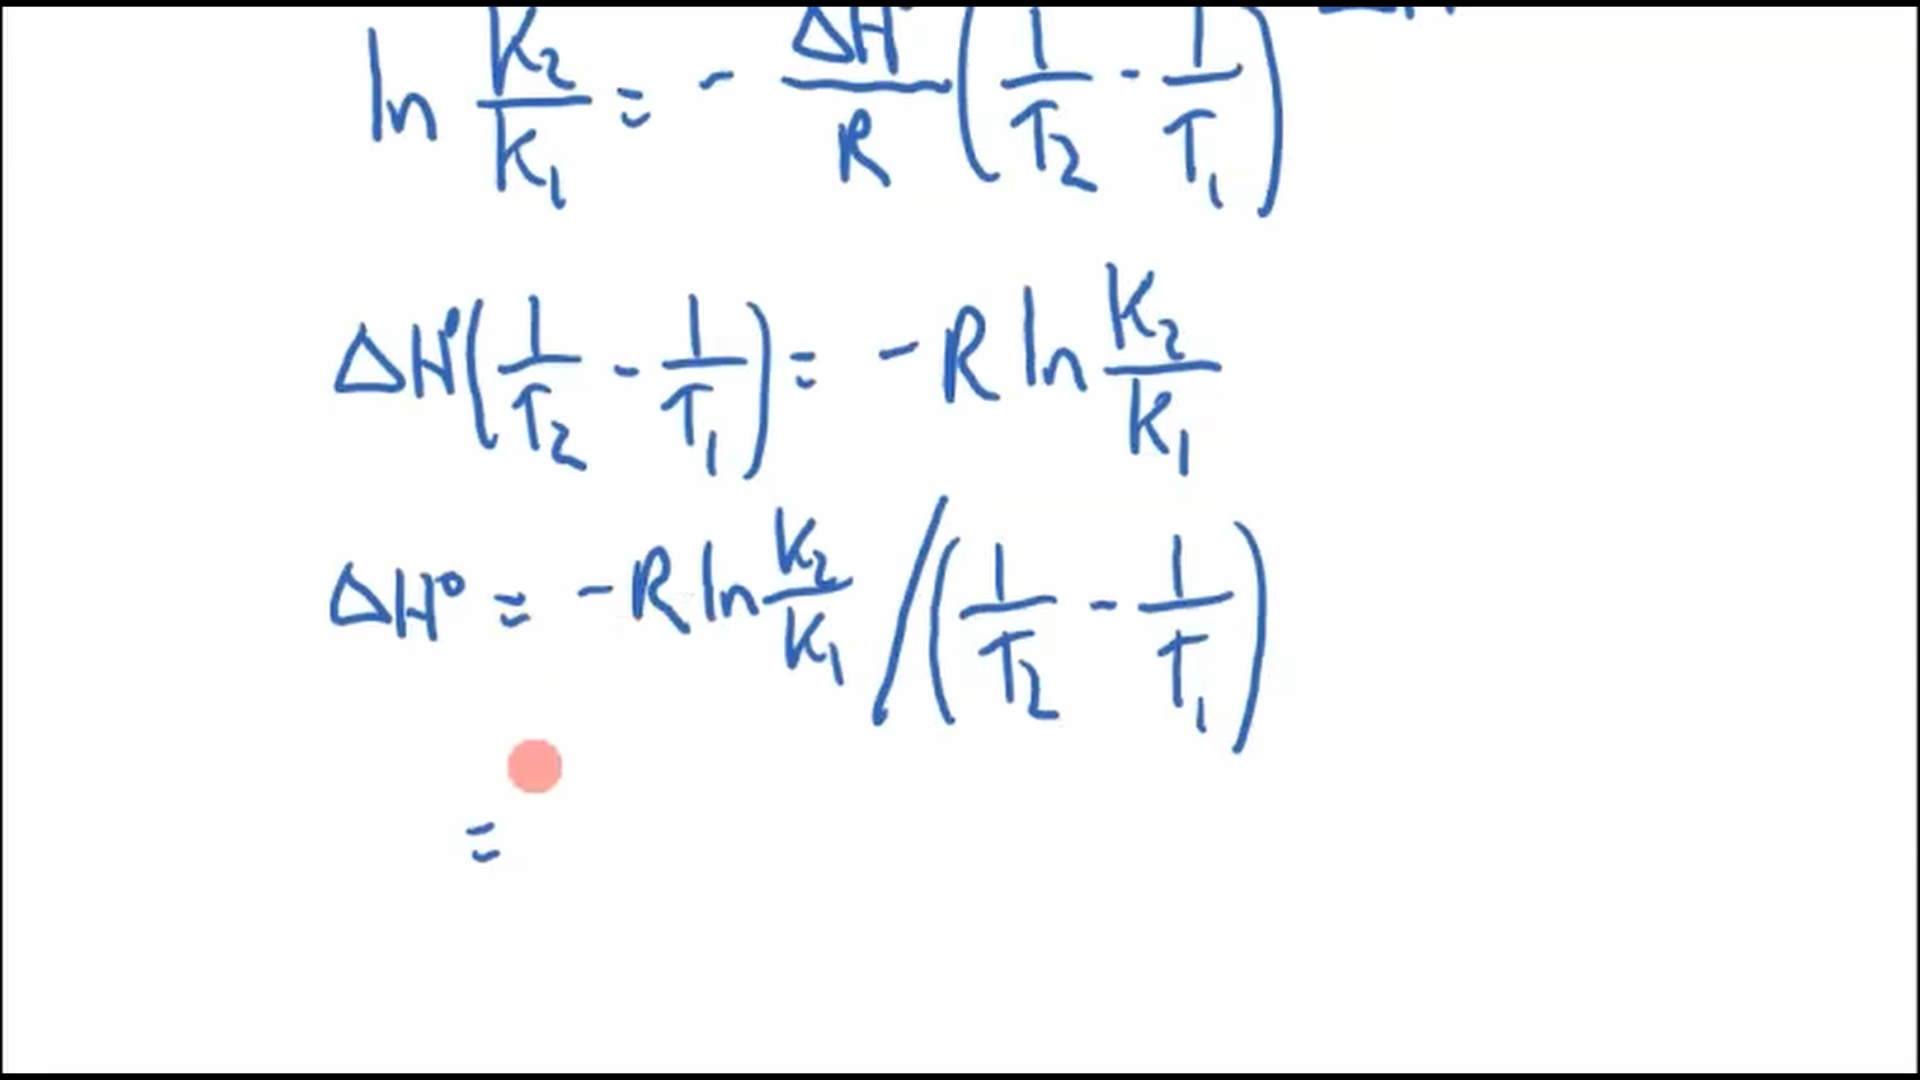 ln K₂/K₁ = - ΔH°/R (1/T₂ - 1/T₁)
ΔH°(1/T₂ - 1/T₁) = - R ln K₂/K₁
ΔH° = - R ln K₂/K₁ / (1/T₂ - 1/T₁)
=